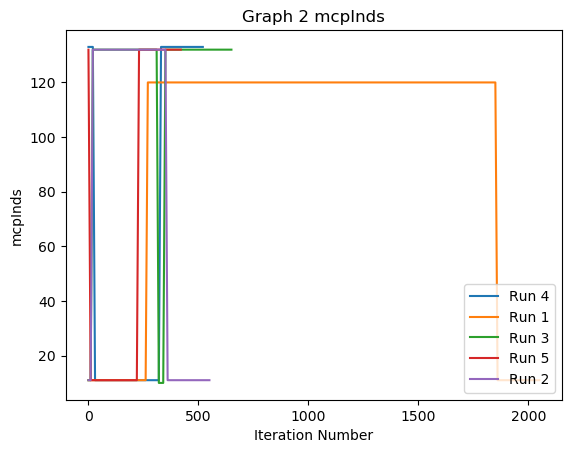 Graph 2 mcpInds
mcpInds
120
100
80
60
40
20
0
500
1000
1500
2000
Iteration Number
Run 4
Run 1
Run 3
Run 5
Run 2